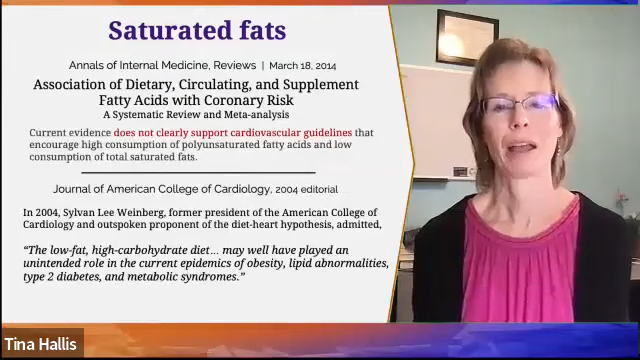 Saturated fats
Annals of Internal Medicine, Reviews | March 18, 2014
Association of Dietary, Circulating, and Supplement
Fatty Acids with Coronary Risk
A Systematic Review and Meta-analysis
Current evidence does not clearly support cardiovascular guidelines that
encourage high consumption of polyunsaturated fatty acids and low
consumption of total saturated fats.
Journal of American College of Cardiology, 2004 editorial
In 2004, Sylvan Lee Weinberg, former president of the American College of
Cardiology and outspoken proponent of the diet-heart hypothesis, admitted,
“The low-fat, high-carbohydrate diet... may well have played an
unintended role in the current epidemics of obesity, lipid abnormalities,
type 2 diabetes, and metabolic syndromes.”
Tina Hallis